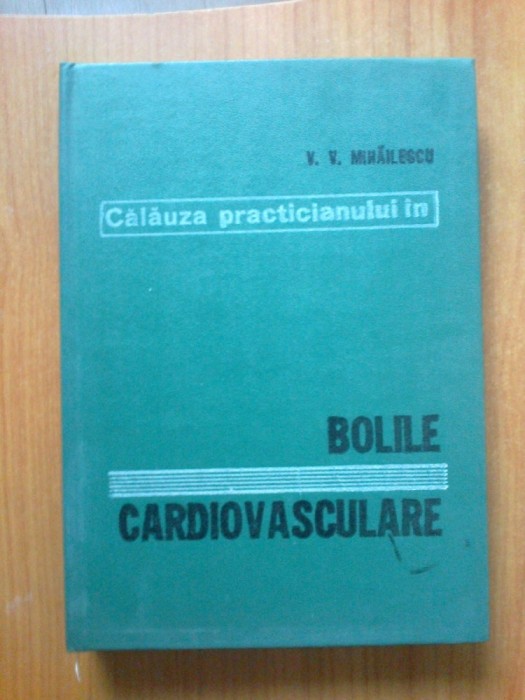 V. V. MIHĂILESCU
Călăuza practicianului în
BOLILE
CARDIOVASCULARE